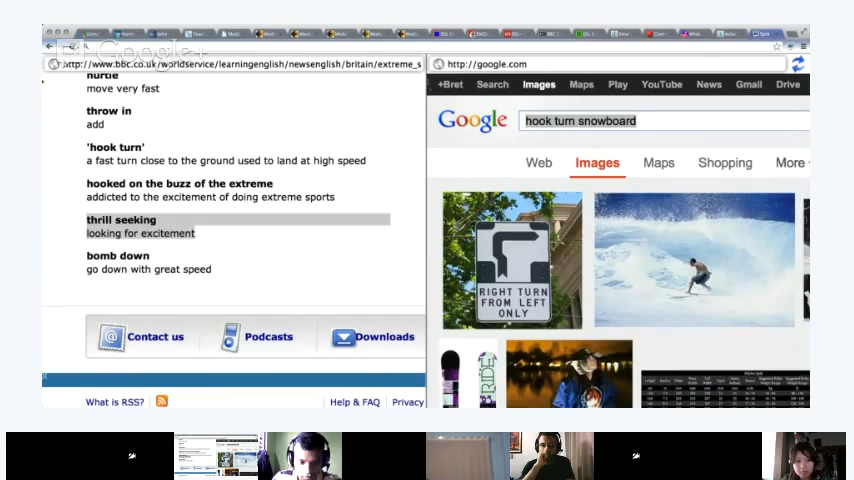 Google+
http://www.bbc.co.uk/worldservice/learningenglish/newsenglish/britain/extreme_s
hurtle
move very fast
throw in
add
'hook turn'
a fast turn close to the ground used to land at high speed
hooked on the buzz of the extreme
addicted to the excitement of doing extreme sports
thrill seeking
looking for excitement
bomb down
go down with great speed
Contact us
Podcasts
Downloads
What is RSS?
Help & FAQ
Privacy
http://google.com
+Bret Search Images Maps Play YouTube News Gmail Drive
Google
hook turn snowboard
Web Images Maps Shopping More
RIGHT TURN
FROM LEFT
ONLY
RIDE